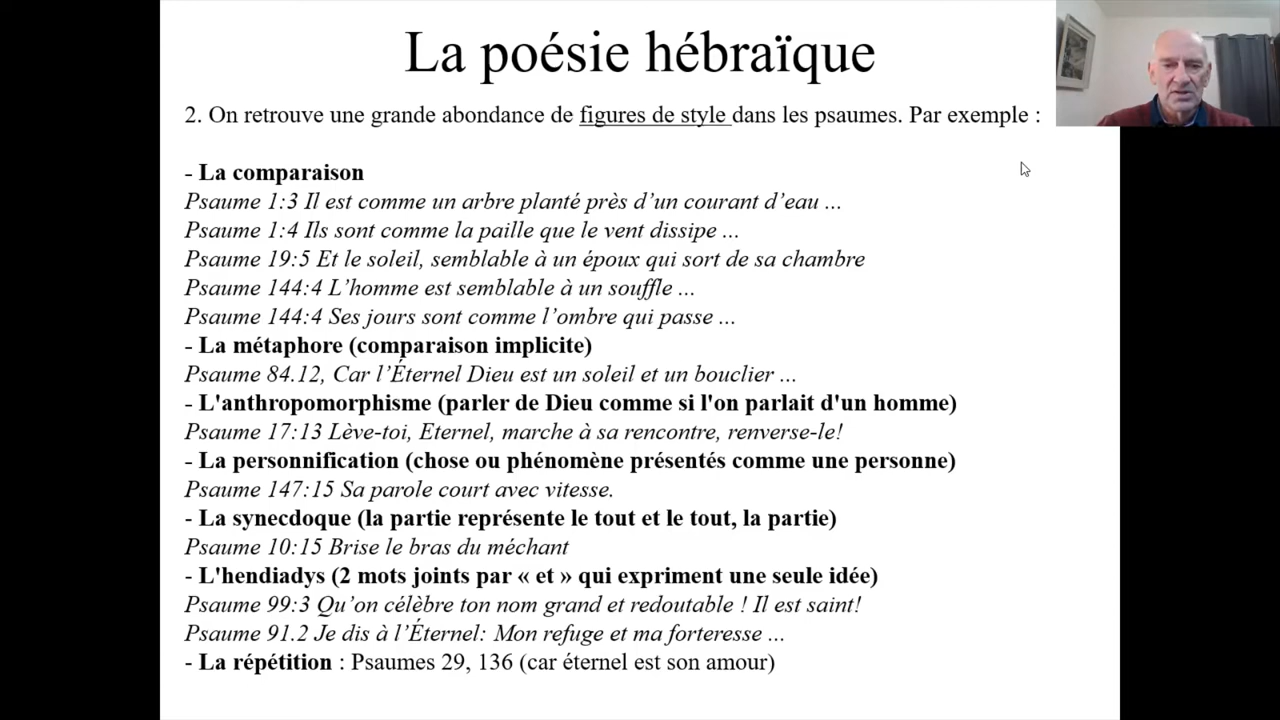 La poésie hébraïque
2. On retrouve une grande abondance de figures de style dans les psaumes. Par exemple :
- La comparaison
Psaume 1:3 Il est comme un arbre planté près d’un courant d’eau ...
Psaume 1:4 Ils sont comme la paille que le vent dissipe ...
Psaume 19:5 Et le soleil, semblable à un époux qui sort de sa chambre
Psaume 144:4 L’homme est semblable à un souffle ...
Psaume 144:4 Ses jours sont comme l’ombre qui passe ...
- La métaphore (comparaison implicite)
Psaume 84.12, Car l’Éternel Dieu est un soleil et un bouclier ...
- L'anthropomorphisme (parler de Dieu comme si l'on parlait d'un homme)
Psaume 17:13 Lève-toi, Eternel, marche à sa rencontre, renverse-le!
- La personnification (chose ou phénomène présentés comme une personne)
Psaume 147:15 Sa parole court avec vitesse.
- La synecdoque (la partie représente le tout et le tout, la partie)
Psaume 10:15 Brise le bras du méchant
- L'hendiadys (2 mots joints par « et » qui expriment une seule idée)
Psaume 99:3 Qu’on célèbre ton nom grand et redoutable ! Il est saint!
Psaume 91.2 Je dis à l’Éternel: Mon refuge et ma forteresse ...
- La répétition : Psaumes 29, 136 (car éternel est son amour)